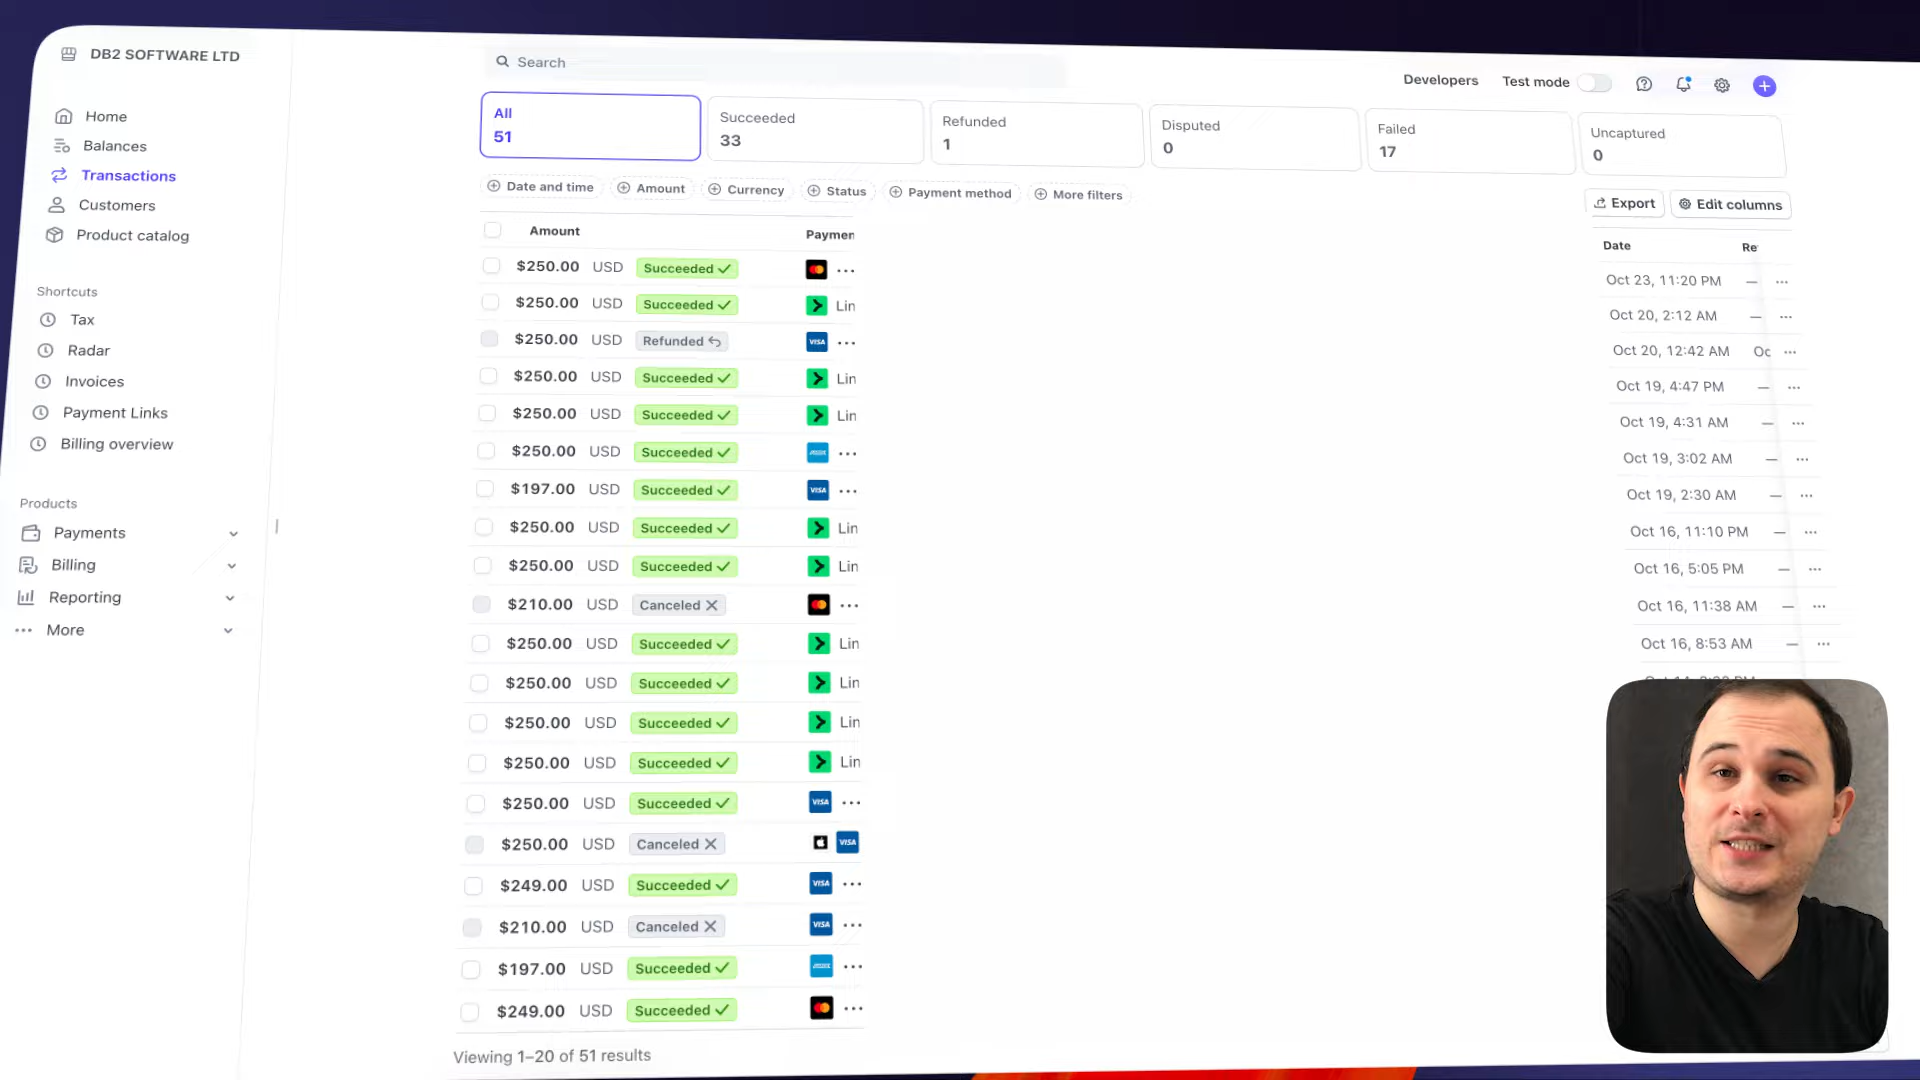 DB2 SOFTWARE LTD
Search
Developers
Test mode
Home
Balances
Transactions
Customers
Product catalog
Shortcuts
Tax
Radar
Invoices
Payment Links
Billing overview
Products
Payments
Billing
Reporting
More
All
51
Succeeded
33
Refunded
1
Disputed
0
Failed
17
Uncaptured
0
Date and time
Amount
Currency
Status
Payment method
More filters
Export
Edit columns
Amount Paymen Date Re
$250.00 USD Succeeded Oct 23, 11:20 PM —
$250.00 USD Succeeded Lin Oct 20, 2:12 AM —
$250.00 USD Refunded VISA Oct 20, 12:42 AM Oc
$250.00 USD Succeeded Lin Oct 19, 4:47 PM —
$250.00 USD Succeeded Lin Oct 19, 4:31 AM —
$250.00 USD Succeeded Oct 19, 3:02 AM —
$197.00 USD Succeeded VISA Oct 19, 2:30 AM —
$250.00 USD Succeeded Lin Oct 16, 11:10 PM —
$250.00 USD Succeeded Lin Oct 16, 5:05 PM —
$210.00 USD Canceled Oct 16, 11:38 AM —
$250.00 USD Succeeded Lin Oct 16, 8:53 AM —
$250.00 USD Succeeded Lin
$250.00 USD Succeeded Lin
$250.00 USD Succeeded Lin
$250.00 USD Succeeded VISA
$250.00 USD Canceled VISA
$249.00 USD Succeeded VISA
$210.00 USD Canceled VISA
$197.00 USD Succeeded
$249.00 USD Succeeded
Viewing 1–20 of 51 results